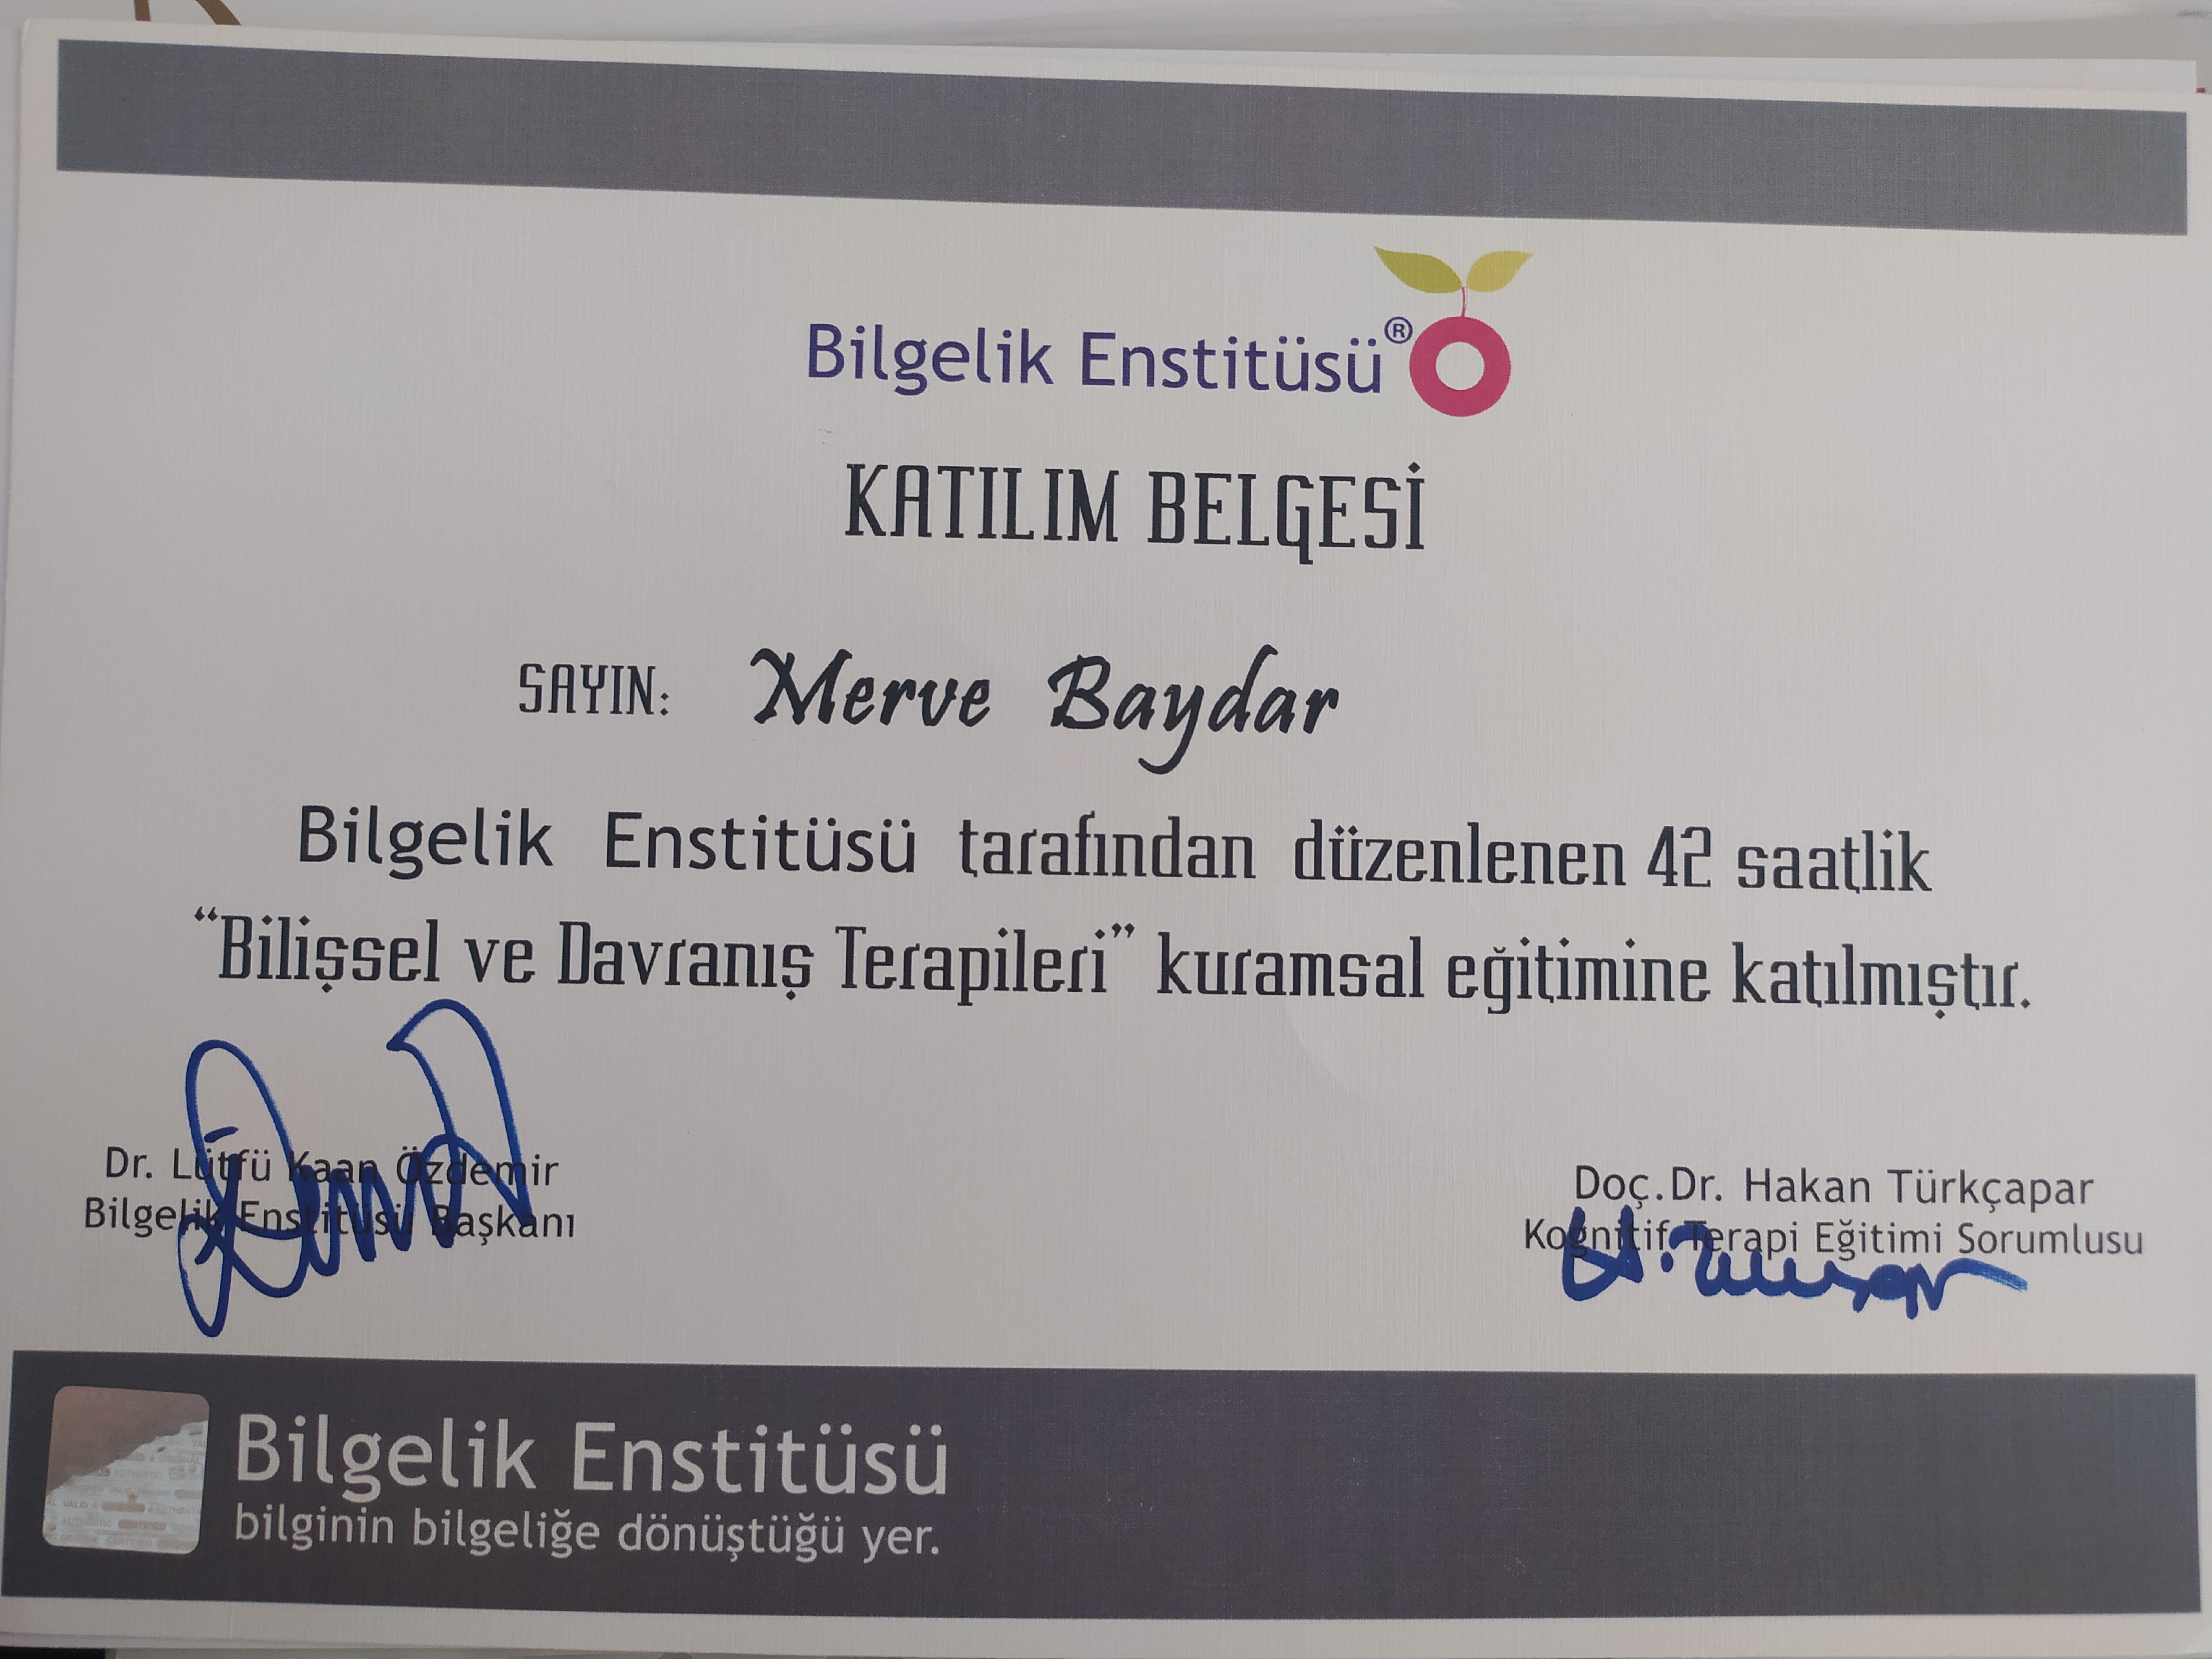 Bilgelik Enstitüsü®
KATILIM BELGESİ
SAYIN: Merve Baydar
Bilgelik Enstitüsü tarafından düzenlenen 42 saatlik
“Bilişsel ve Davranış Terapileri” kuramsal eğitimine katılmıştır.
Dr. Lütfü Kaan Özdemir
Bilgelik Enstitüsü Başkanı
Doç.Dr. Hakan Türkçapar
Kognitif Terapi Eğitimi Sorumlusu
Bilgelik Enstitüsü
bilginin bilgeliğe dönüştüğü yer.